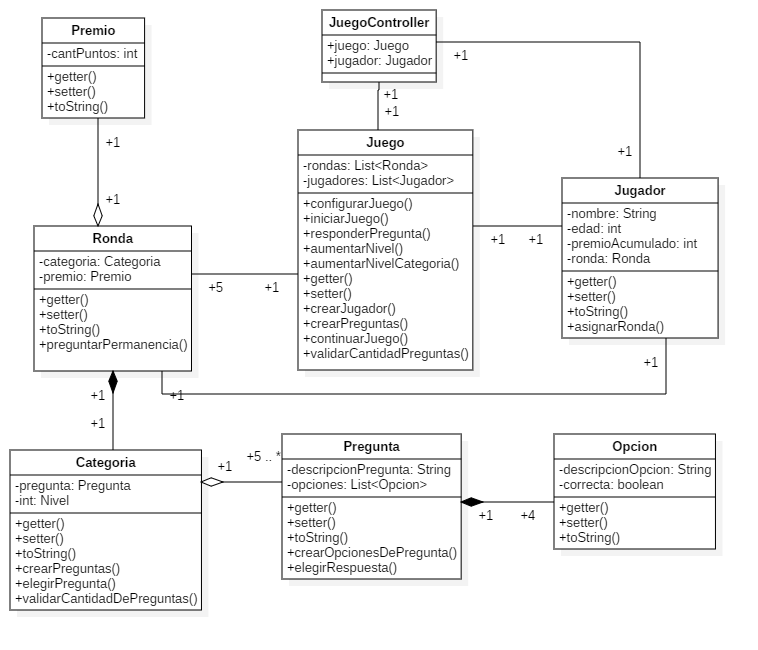 Premio
-cantPuntos: int
+getter()
+setter()
+toString()
+1
+1
JuegoController
+juego: Juego
+jugador: Jugador
+1
+1
+1
+1
Juego
-rondas: List<Ronda>
-jugadores: List<Jugador>
+configurarJuego()
+iniciarJuego()
+responderPregunta()
+aumentarNivel()
+aumentarNivelCategoria()
+getter()
+setter()
+crearJugador()
+crearPreguntas()
+continuarJuego()
+validarCantidadPreguntas()
+1
+1
Jugador
-nombre: String
-edad: int
-premioAcumulado: int
-ronda: Ronda
+getter()
+setter()
+toString()
+asignarRonda()
+1
Ronda
-categoria: Categoria
-premio: Premio
+getter()
+setter()
+toString()
+preguntarPermanencia()
+5
+1
+1
+1
+1
Categoria
-pregunta: Pregunta
-int: Nivel
+getter()
+setter()
+toString()
+crearPreguntas()
+elegirPregunta()
+validarCantidadDePreguntas()
+1
+5 .. *
Pregunta
-descripcionPregunta: String
-opciones: List<Opcion>
+getter()
+setter()
+toString()
+crearOpcionesDePregunta()
+elegirRespuesta()
+1
+4
Opcion
-descripcionOpcion: String
-correcta: boolean
+getter()
+setter()
+toString()